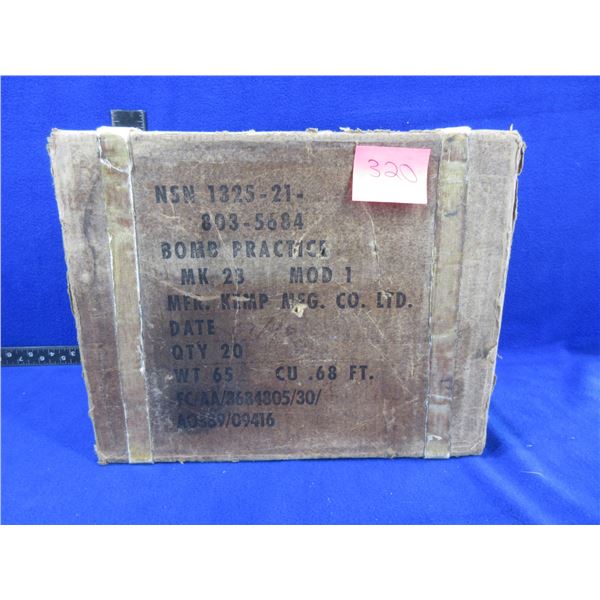 320
NSN 1325-21-
803-5684
BOMB PRACTICE
MK 23 MOD 1
MFR. KEMP MFG. CO. LTD.
DATE
QTY 20
WT 65 CU .68 FT.
FC/AA/3684805/30/
A0389/09416